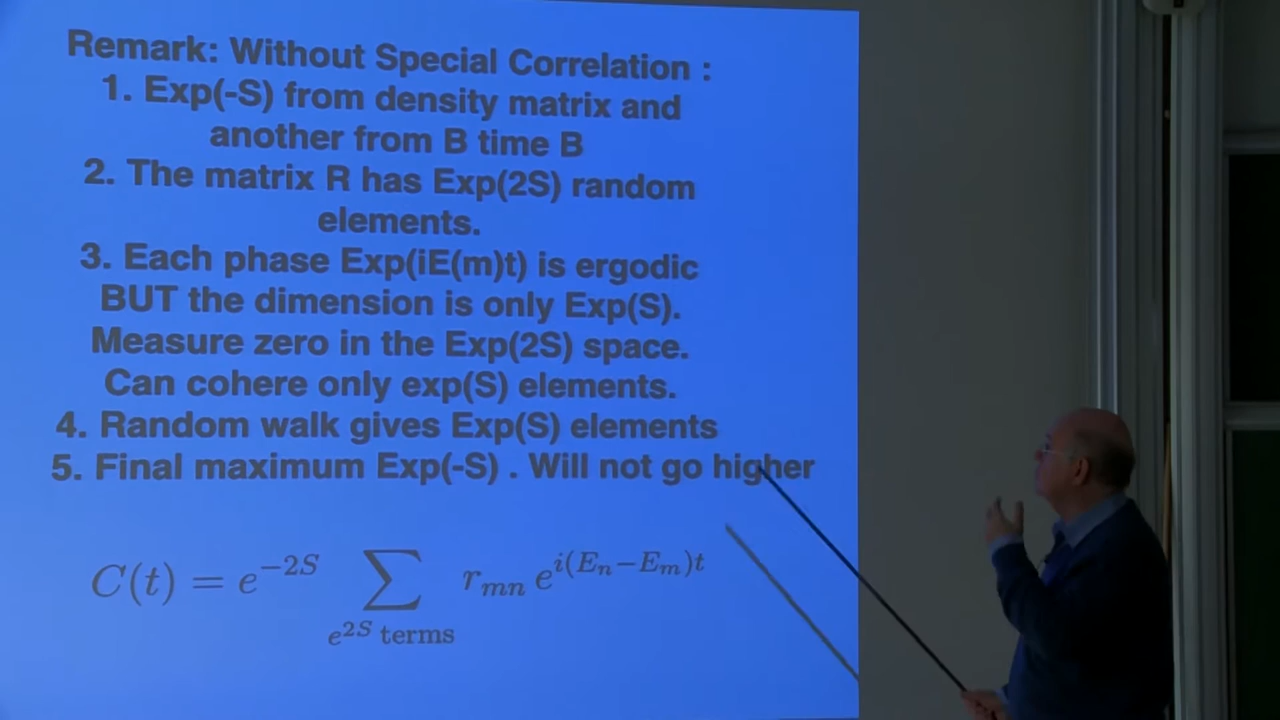 Remark: Without Special Correlation :
1. Exp(-S) from density matrix and
another from B time B
2. The matrix R has Exp(2S) random
elements.
3. Each phase Exp(iE(m)t) is ergodic
BUT the dimension is only Exp(S).
Measure zero in the Exp(2S) space.
Can cohere only exp(S) elements.
4. Random walk gives Exp(S) elements
5. Final maximum Exp(-S) . Will not go higher
C(t) = e^{-2S} \sum_{e^{2S} terms} r_{mn} e^{i(E_n-E_m)t}